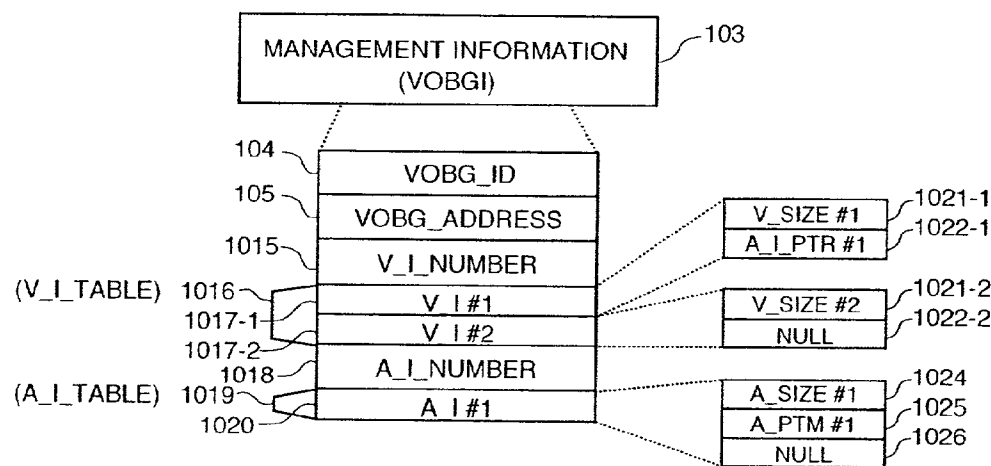 MANAGEMENT INFORMATION
(VOBGI)
103
104
VOBG_ID
105
VOBG_ADDRESS
1015
V_I_NUMBER
(V_I_TABLE)
1016
1017-1
V_I #1
1017-2
V_I #2
1018
A_I_NUMBER
(A_I_TABLE)
1019
1020
A_I #1
V_SIZE #1
1021-1
A_I_PTR #1
1022-1
V_SIZE #2
1021-2
NULL
1022-2
A_SIZE #1
1024
A_PTM #1
1025
NULL
1026